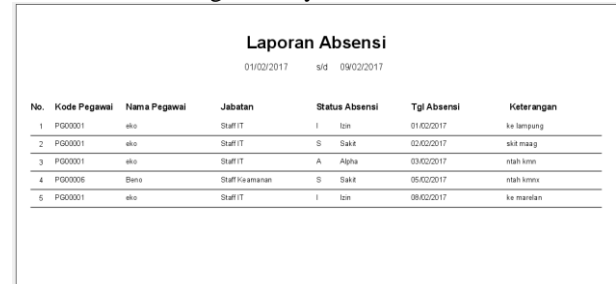 Laporan Absensi
01/02/2017 s/d 09/02/2017
No. Kode Pegawai Nama Pegawai Jabatan Status Absensi Tgl Absensi Keterangan
1 PG00001 eko Staff IT I Izin 01/02/2017 ke lampung
2 PG00001 eko Staff IT S Sakit 02/02/2017 skit maag
3 PG00001 eko Staff IT A Alpha 03/02/2017 ntah kmn
4 PG00006 Beno Staff Keamanan S Sakit 05/02/2017 ntah kmnx
5 PG00001 eko Staff IT I Izin 08/02/2017 ke marelan